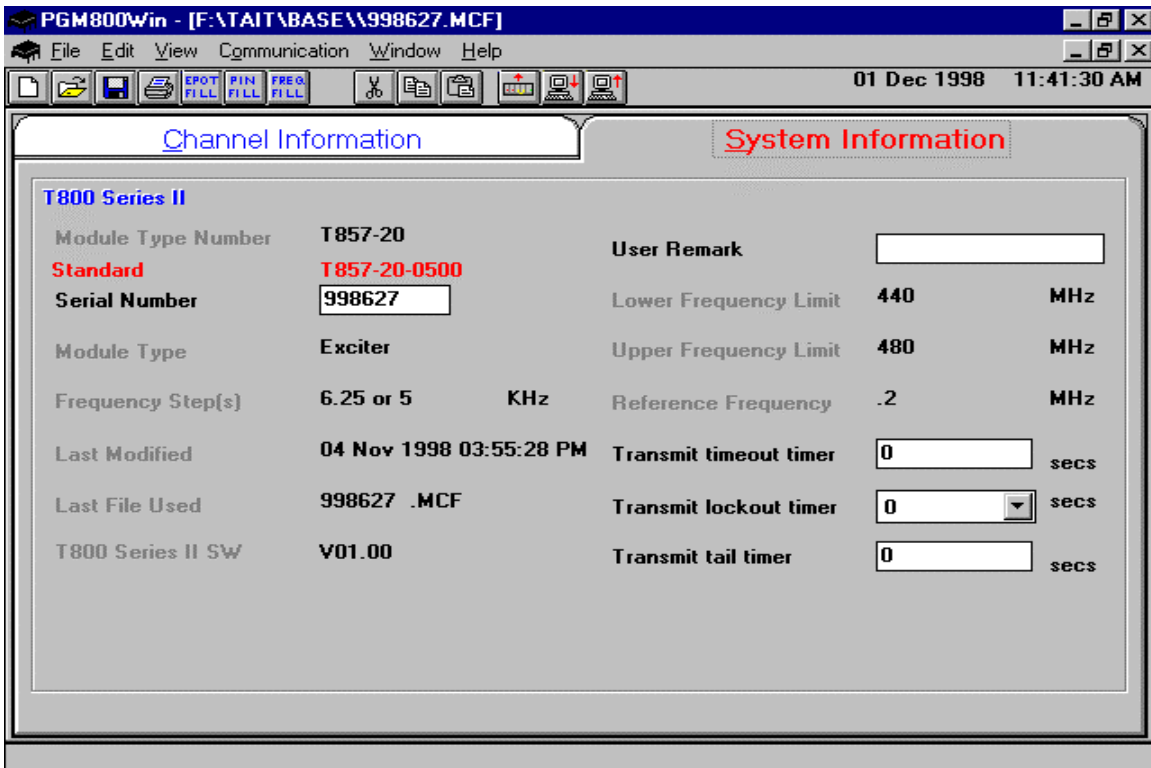 PGM800Win - [F:\TAIT\BASE\\998627.MCF]
File Edit View Communication Window Help
EPOT FILL PIN FILL FREQ FILL
01 Dec 1998 11:41:30 AM
Channel Information
System Information
T800 Series II
Module Type Number T857-20
Standard T857-20-0500
Serial Number 998627
Module Type Exciter
Frequency Step(s) 6.25 or 5 KHz
Last Modified 04 Nov 1998 03:55:28 PM
Last File Used 998627 .MCF
T800 Series II SW V01.00
User Remark
Lower Frequency Limit 440 MHz
Upper Frequency Limit 480 MHz
Reference Frequency .2 MHz
Transmit timeout timer 0 secs
Transmit lockout timer 0 secs
Transmit tail timer 0 secs